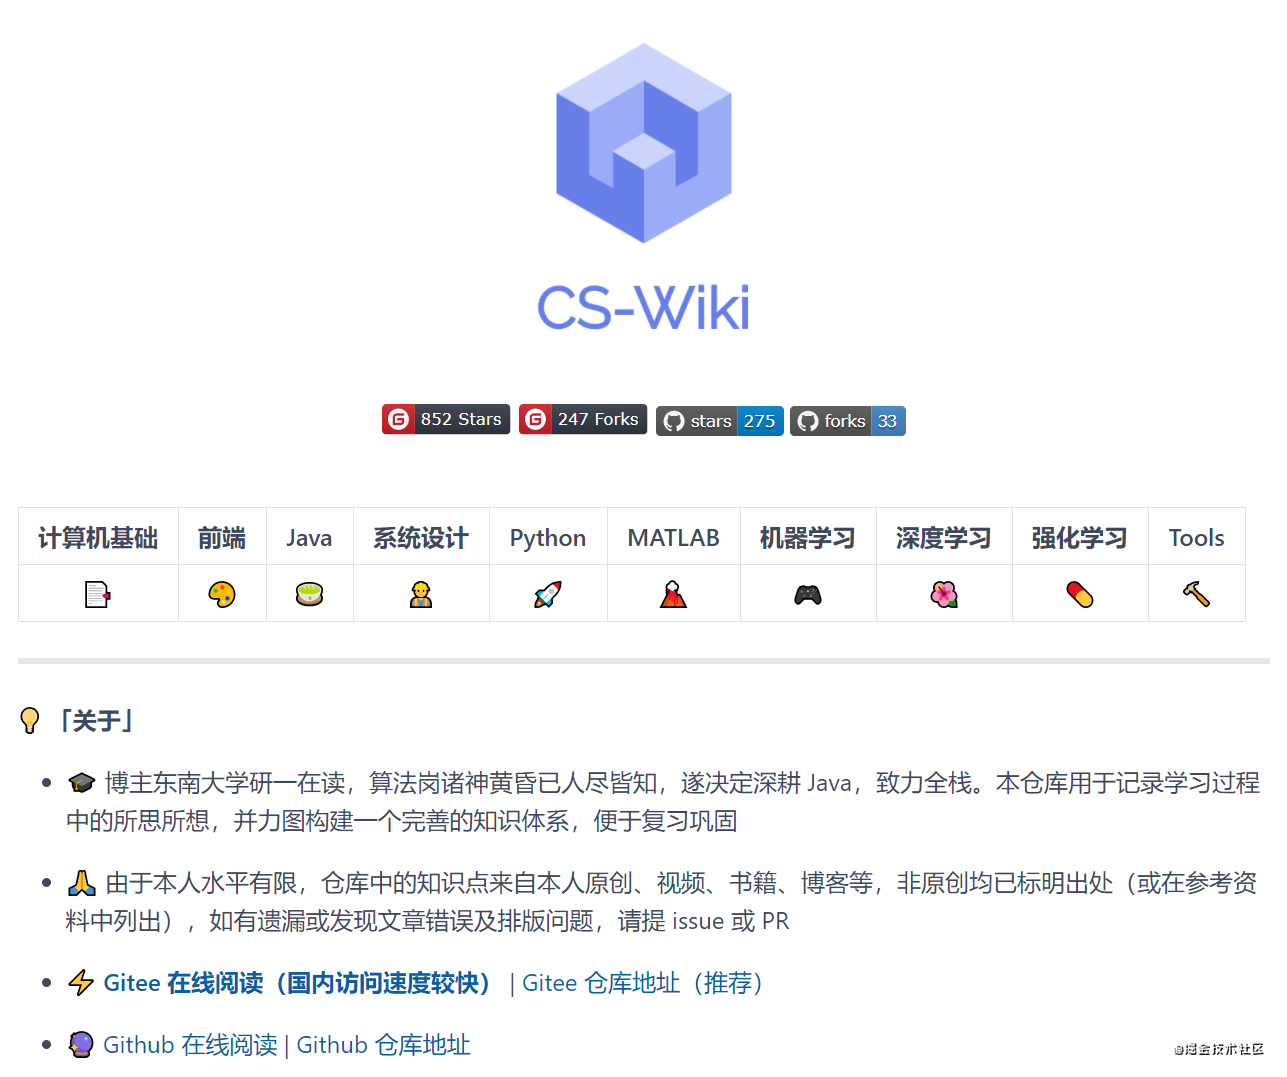 CS-Wiki
852 Stars 247 Forks stars 275 forks 33
计算机基础 前端 Java 系统设计 Python MATLAB 机器学习 深度学习 强化学习 Tools
「关于」
博主东南大学研一在读，算法岗诸神黄昏已人尽皆知，遂决定深耕 Java，致力全栈。本仓库用于记录学习过程
中的所思所想，并力图构建一个完善的知识体系，便于复习巩固
由于本人水平有限，仓库中的知识点来自本人原创、视频、书籍、博客等，非原创均已标明出处（或在参考资
料中列出），如有遗漏或发现文章错误及排版问题，请提 issue 或 PR
Gitee 在线阅读（国内访问速度较快） | Gitee 仓库地址（推荐）
Github 在线阅读 | Github 仓库地址
@掘金技术社区